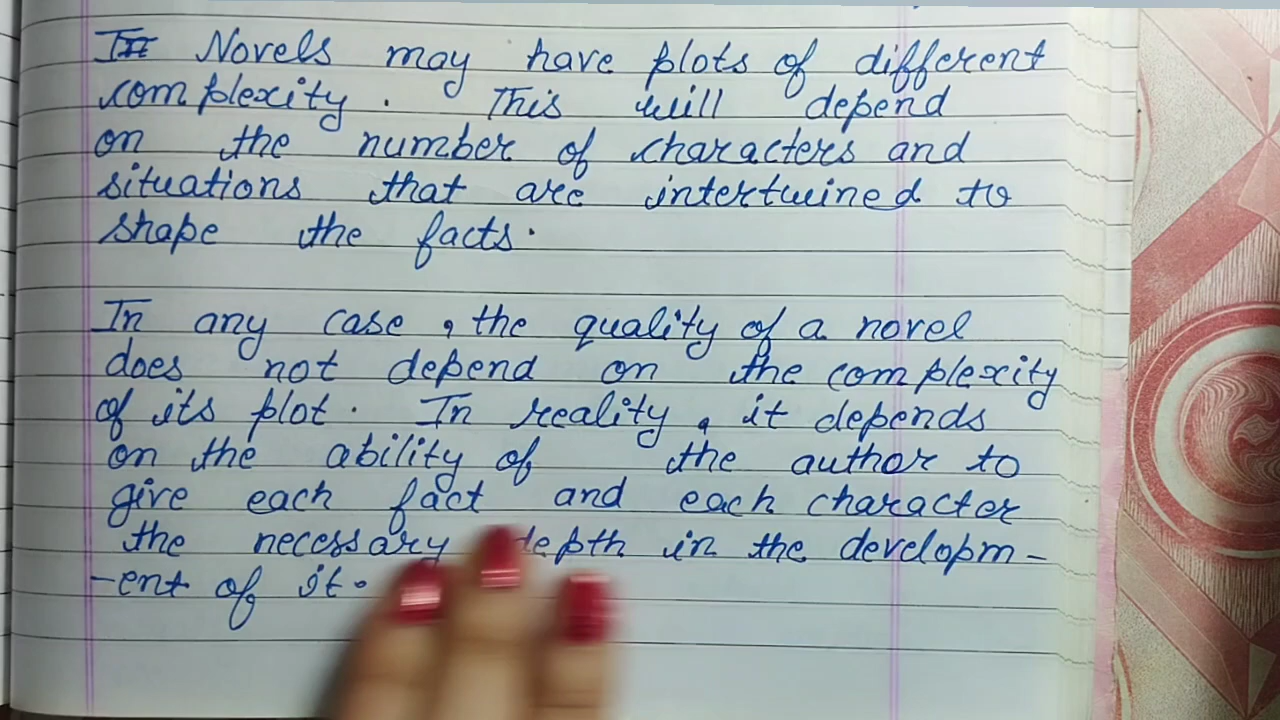 Novels may have plots of different
complexity. This will depend
on the number of characters and
situations that are intertwined to
shape the facts.
In any case, the quality of a novel
does not depend on the complexity
of its plot. In reality, it depends
on the ability of the author to
give each fact and each character
the necessary depth in the developm-
-ent of it.